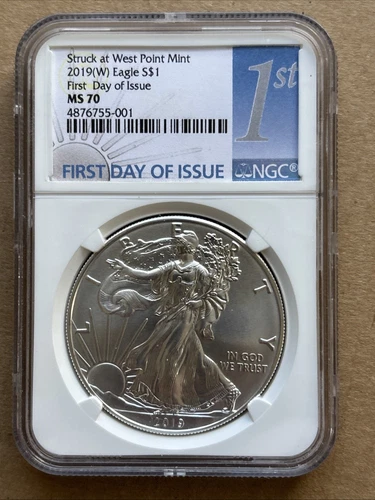 Struck at West Point Mint
2019(W) Eagle S$1
First Day of Issue
MS 70
4876755-001
1st
FIRST DAY OF ISSUE
NGC®
LIBERTY
IN GOD
WE TRUST
2019